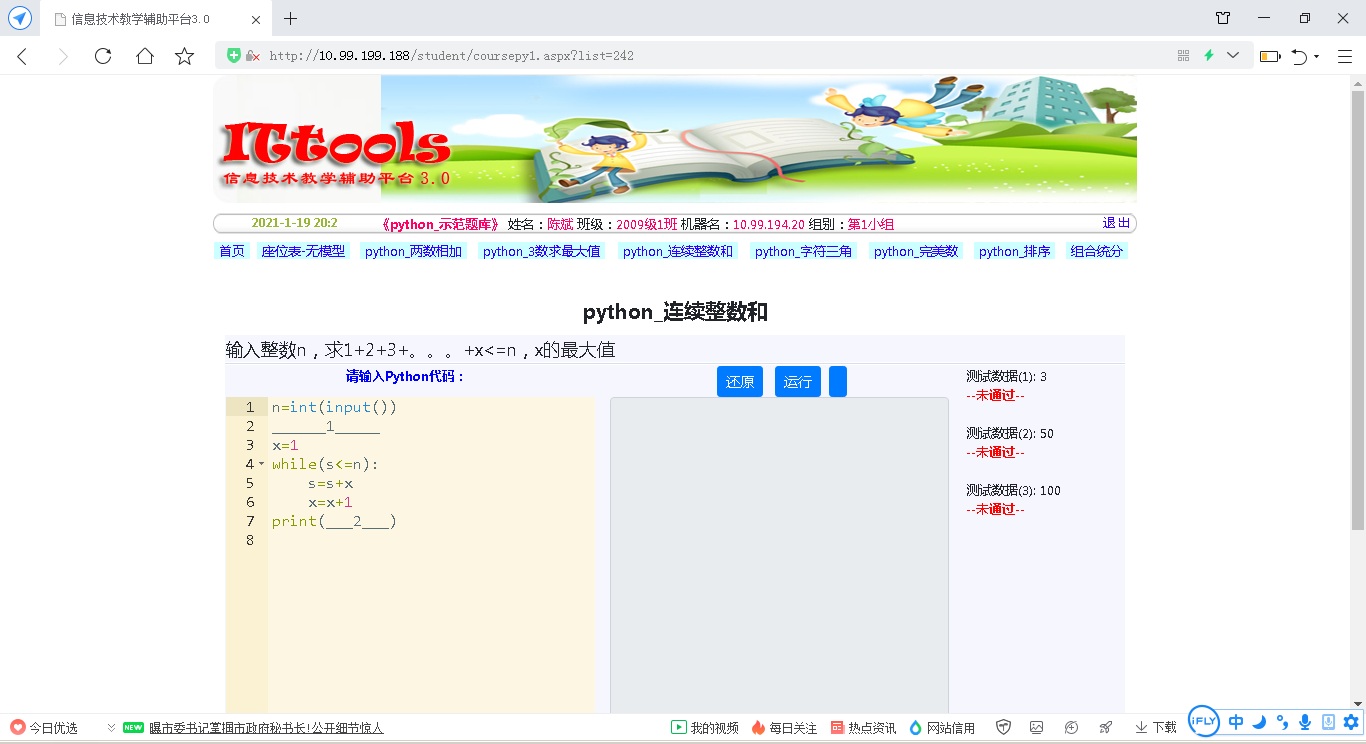 信息技术教学辅助平台3.0
http://10.99.199.188/student/coursepy1.aspx?list=242
ITtools
信息技术教学辅助平台 3.0
2021-1-19 20:2 《python_示范题库》 姓名：陈斌 班级：2009级1班 机器名：10.99.194.20 组别：第1小组 退出
首页 座位表-无模型 python_两数相加 python_3数求最大值 python_连续整数和 python_字符三角 python_完美数 python_排序 组合统分
python_连续整数和
输入整数n，求1+2+3+。。。+x<=n，x的最大值
请输入Python代码：
还原 运行
1 n=int(input())
2 ______1_____
3 x=1
4 while(s<=n):
5 s=s+x
6 x=x+1
7 print(___2___)
8
测试数据(1): 3
--未通过--
测试数据(2): 50
--未通过--
测试数据(3): 100
--未通过--
今日优选 NEW 曝市委书记掌掴市政府秘书长!公开细节惊人 我的视频 每日关注 热点资讯 网站信用 下载
iFLY 中